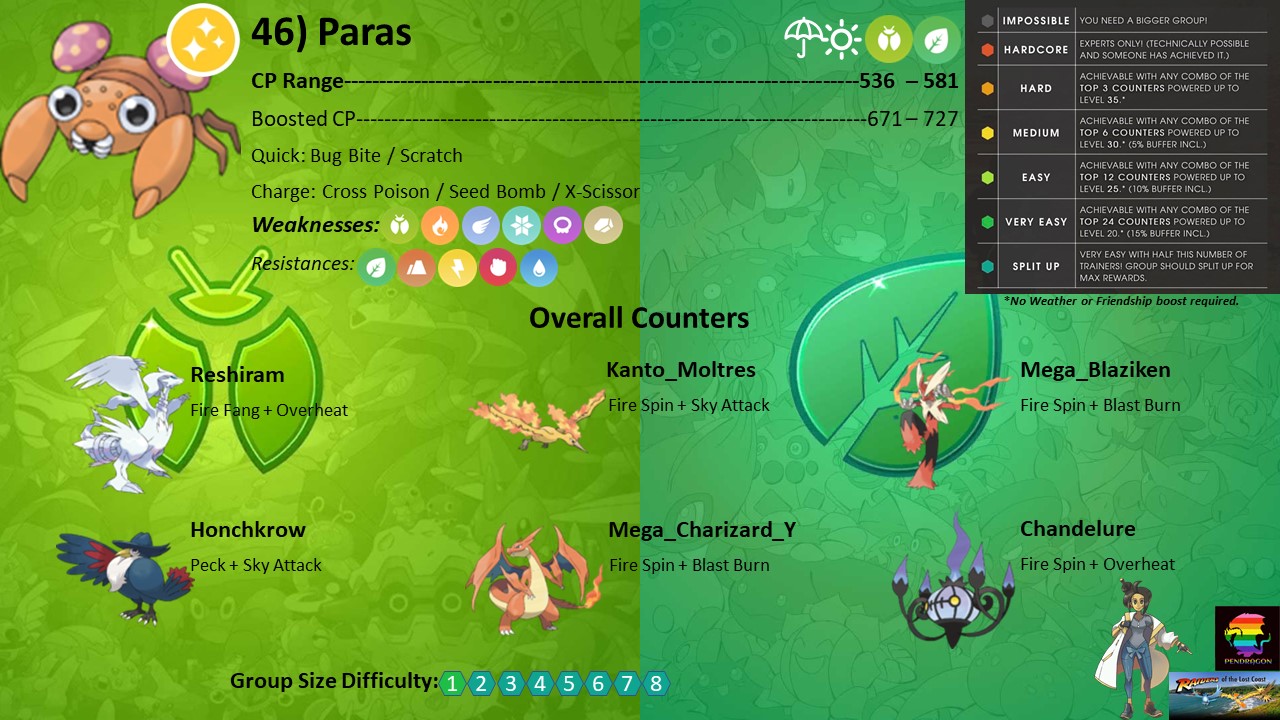 46) Paras
CP Range----536 – 581
Boosted CP----671 – 727
Quick: Bug Bite / Scratch
Charge: Cross Poison / Seed Bomb / X-Scissor
Weaknesses:
Resistances:
IMPOSSIBLE YOU NEED A BIGGER GROUP!
HARDCORE EXPERTS ONLY! (TECHNICALLY POSSIBLE
AND SOMEONE HAS ACHIEVED IT.)
HARD ACHIEVABLE WITH ANY COMBO OF THE
TOP 3 COUNTERS POWERED UP TO
LEVEL 35.*
MEDIUM ACHIEVABLE WITH ANY COMBO OF THE
TOP 6 COUNTERS POWERED UP TO
LEVEL 30.* (5% BUFFER INCL.)
EASY ACHIEVABLE WITH ANY COMBO OF THE
TOP 12 COUNTERS POWERED UP TO
LEVEL 25.* (10% BUFFER INCL.)
VERY EASY ACHIEVABLE WITH ANY COMBO OF THE
TOP 24 COUNTERS POWERED UP TO
LEVEL 20.* (15% BUFFER INCL.)
SPLIT UP VERY EASY WITH HALF THIS NUMBER OF
TRAINERS! GROUP SHOULD SPLIT UP FOR
MAX REWARDS.
*No Weather or Friendship boost required.
Overall Counters
Reshiram
Fire Fang + Overheat
Kanto_Moltres
Fire Spin + Sky Attack
Mega_Blaziken
Fire Spin + Blast Burn
Honchkrow
Peck + Sky Attack
Mega_Charizard_Y
Fire Spin + Blast Burn
Chandelure
Fire Spin + Overheat
Group Size Difficulty: 1 2 3 4 5 6 7 8
PENDRAGON
RAIDERS of the Lost Coast